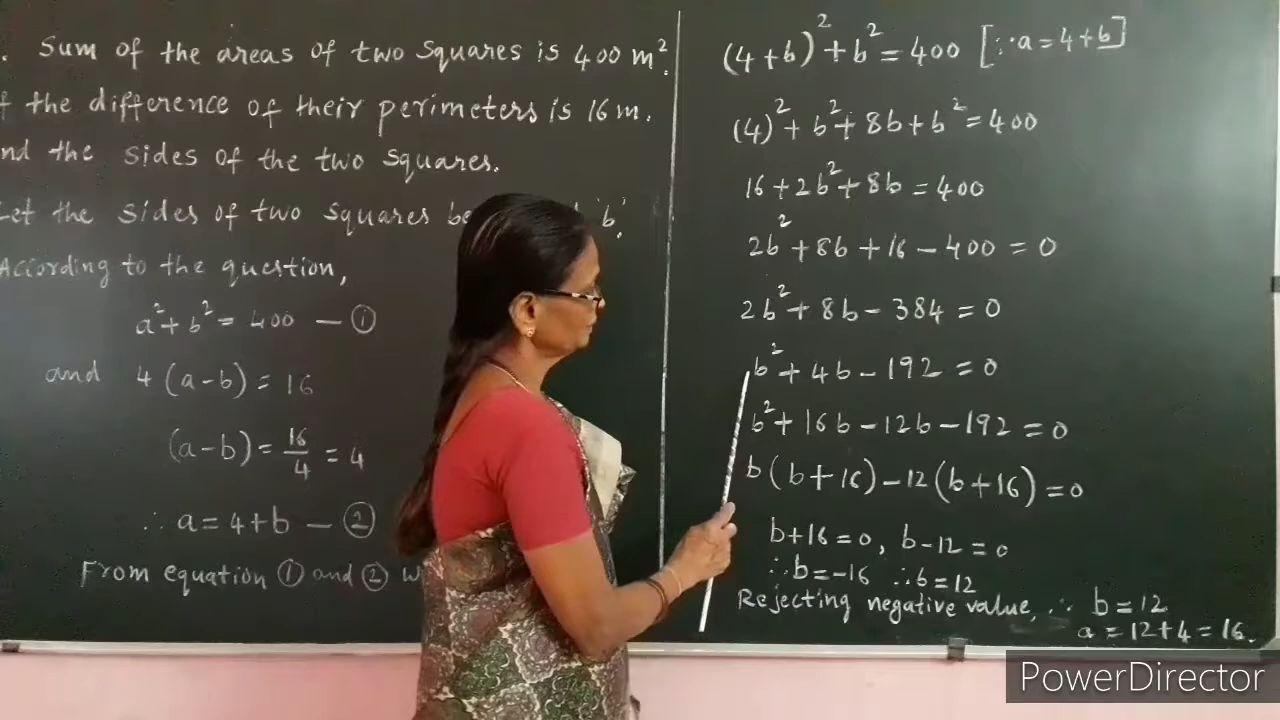 . Sum of the areas of two squares is 400 m².
f the difference of their perimeters is 16 m.
nd the sides of the two squares.
Let the sides of two squares be 'b'.
According to the question,
a² + b² = 400 — ①
and 4 (a-b) = 16
(a-b) = 16/4 = 4
∴ a = 4+b — ②
From equation ① and ② w
(4+b)² + b² = 400 [∵ a = 4+b]
(4)² + b² + 8b + b² = 400
16 + 2b² + 8b = 400
2b² + 8b + 16 - 400 = 0
2b² + 8b - 384 = 0
b² + 4b - 192 = 0
b² + 16b - 12b - 192 = 0
b(b+16) - 12(b+16) = 0
b+16 = 0, b-12 = 0
∴ b = -16 ∴ b = 12
Rejecting negative value, ∴ b = 12
a = 12+4 = 16.
PowerDirector